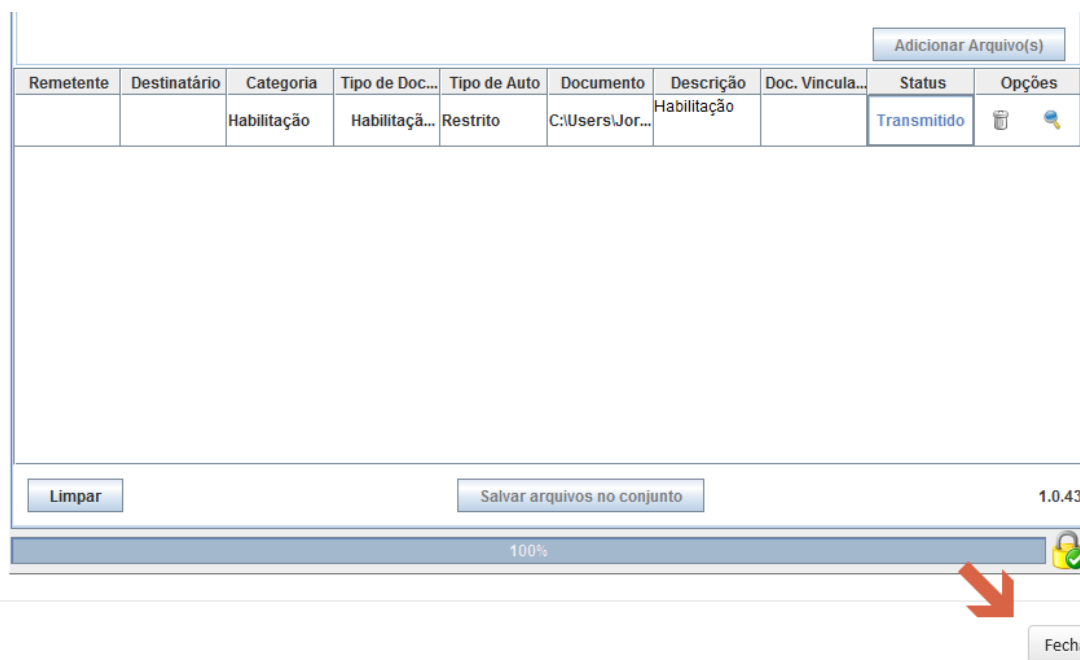 Adicionar Arquivo(s)
Remetente Destinatário Categoria Tipo de Doc... Tipo de Auto Documento Descrição Doc. Vincula... Status Opções
Habilitação Habilitaçã... Restrito C:\Users\Jor... Habilitação Transmitido
Limpar Salvar arquivos no conjunto 1.0.43
100%
Fech